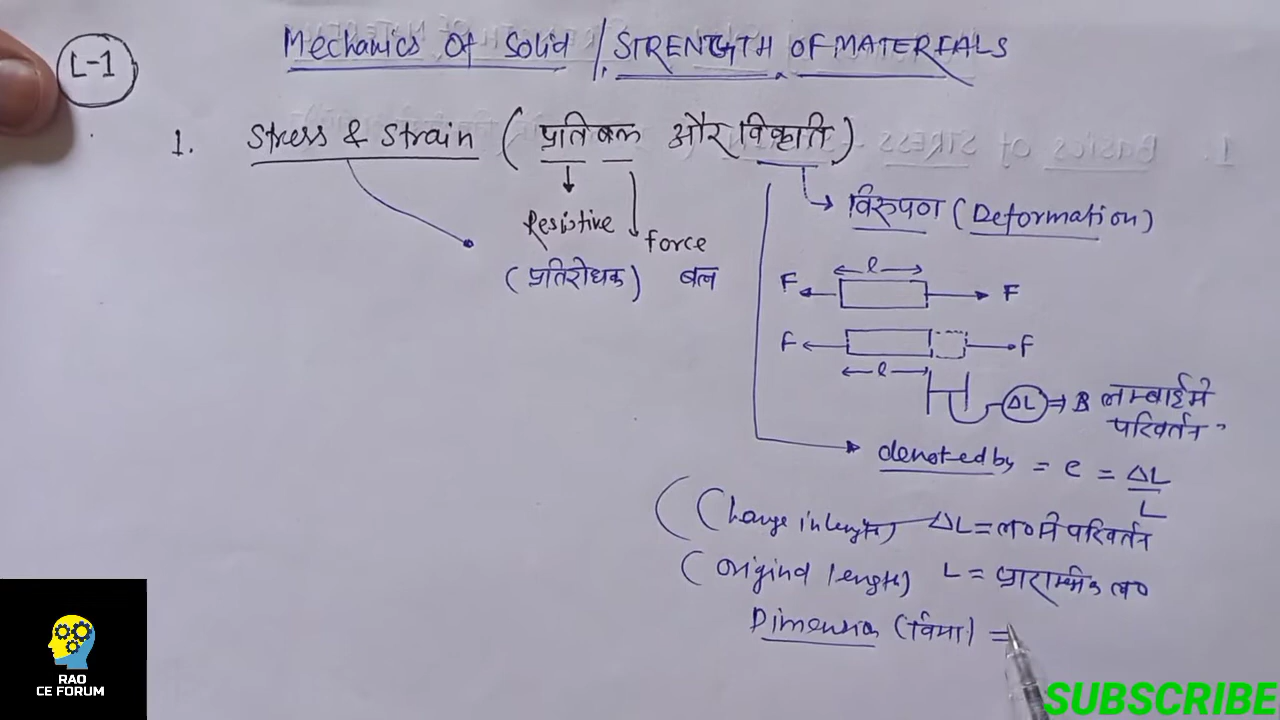 L-1
Mechanics of Solid / STRENGTH OF MATERIALS
1. Stress & Strain (प्रतिबल और विकृति)
विरुपण (Deformation)
Resistive force
(प्रतिरोधक) बल
l
F F
F F
l
ΔL ⇒ लम्बाई मे
परिवर्तन
denoted by = e = ΔL
L
(Change in length) ΔL = ल० मे परिवर्तन
(original length) L = प्रारम्भिक ल०
Dimension (विमा) =
RAO
CE FORUM
SUBSCRIBE